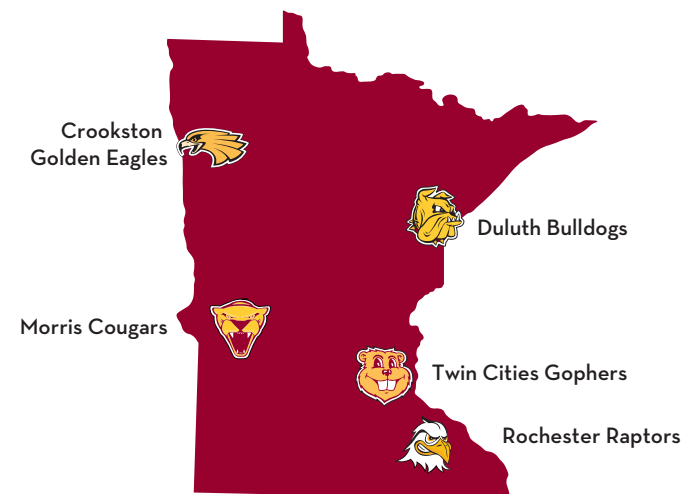 Crookston
Golden Eagles
Duluth Bulldogs
Morris Cougars
Twin Cities Gophers
Rochester Raptors